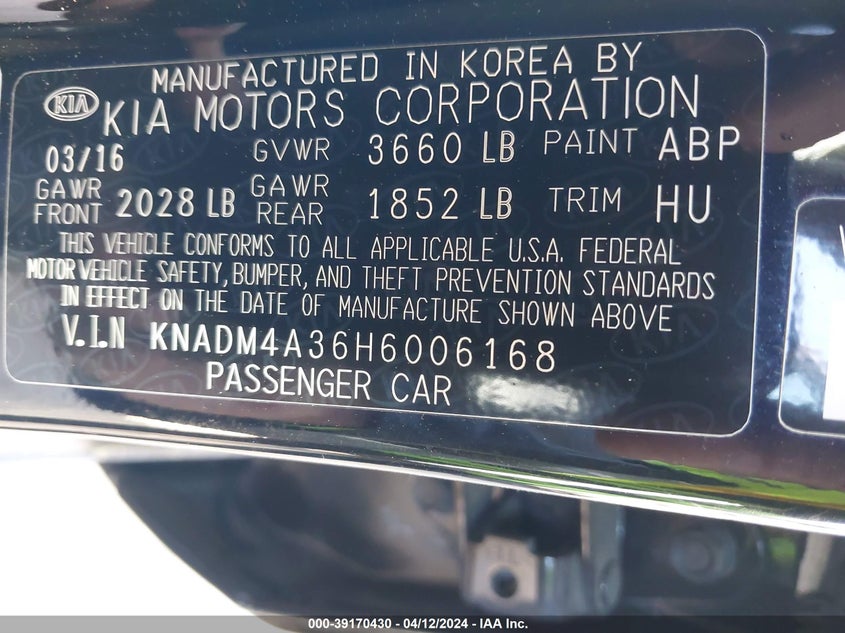 MANUFACTURED IN KOREA BY
KIA KIA MOTORS CORPORATION
03/16 GVWR 3660 LB PAINT ABP
GAWR FRONT 2028 LB GAWR REAR 1852 LB TRIM HU
THIS VEHICLE CONFORMS TO ALL APPLICABLE U.S.A. FEDERAL
MOTOR VEHICLE SAFETY, BUMPER, AND THEFT PREVENTION STANDARDS
IN EFFECT ON THE DATE OF MANUFACTURE SHOWN ABOVE
V.I.N KNADM4A36H6006168
PASSENGER CAR
000-39170430 - 04/12/2024 - IAA Inc.